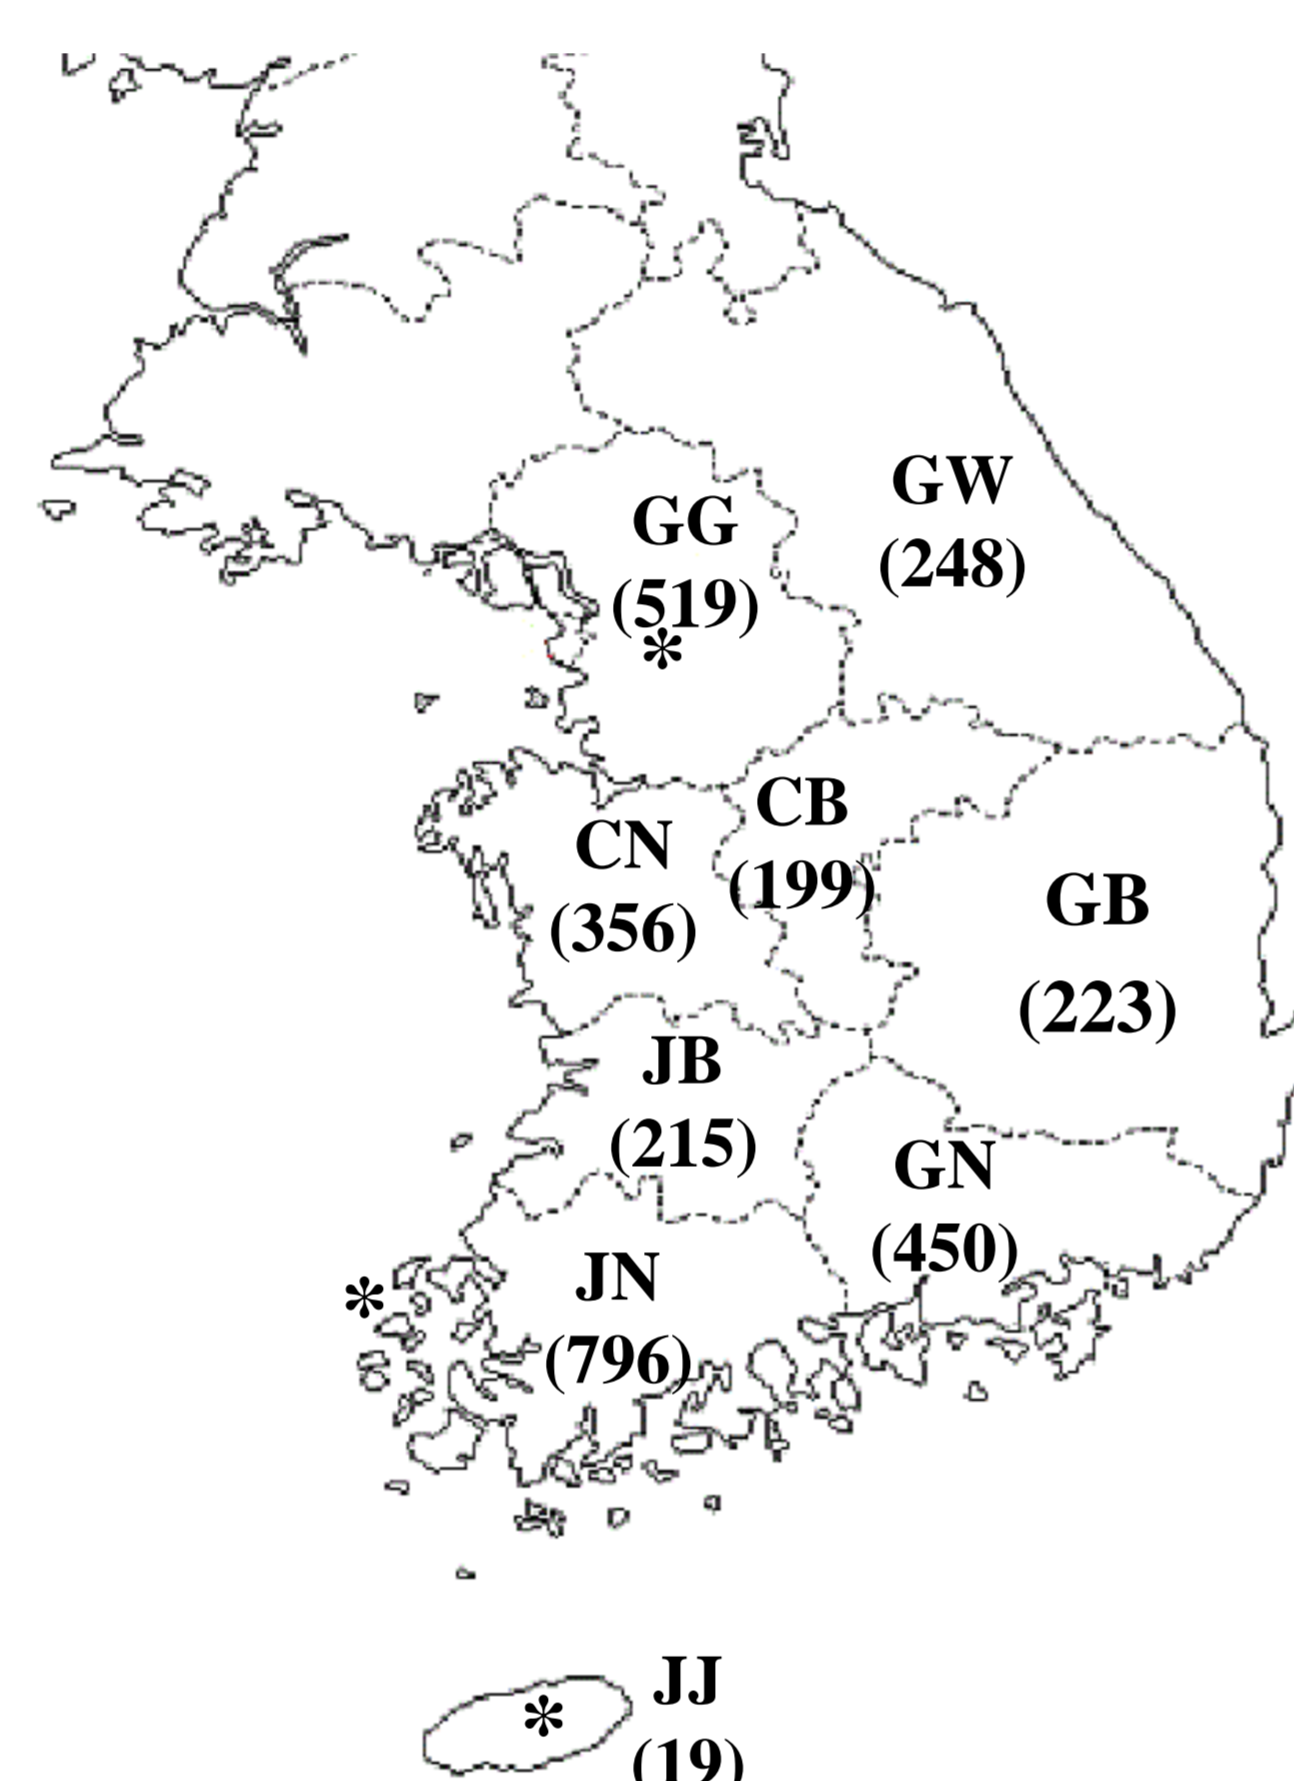 GW
(248)
GG
(519)
*
CB
(199)
CN
(356)
GB
(223)
JB
(215)
GN
(450)
JN
(796)
*
JJ
(19)
*